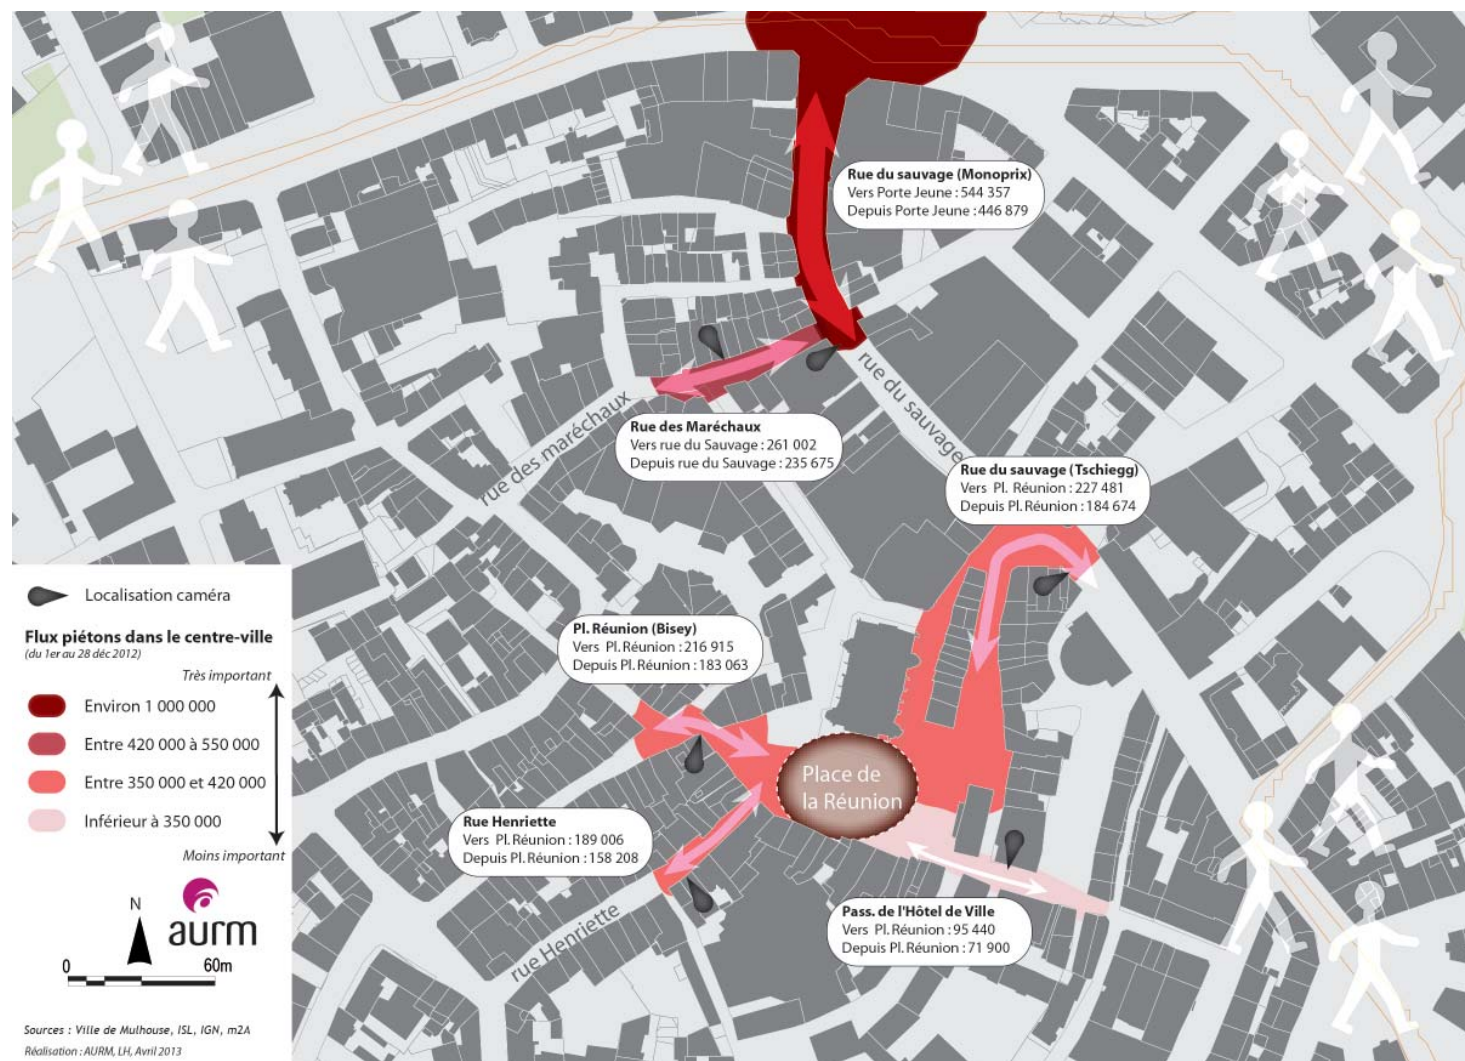 Rue du sauvage (Monoprix)
Vers Porte Jeune : 544 357
Depuis Porte Jeune : 446 879
rue du sauvage
rue des maréchaux
Rue des Maréchaux
Vers rue du Sauvage : 261 002
Depuis rue du Sauvage : 235 675
Rue du sauvage (Tschiegg)
Vers Pl. Réunion : 227 481
Depuis Pl. Réunion : 184 674
Pl. Réunion (Bisey)
Vers Pl. Réunion : 216 915
Depuis Pl. Réunion : 183 063
Place de
la Réunion
Rue Henriette
Vers Pl. Réunion : 189 006
Depuis Pl. Réunion : 158 208
rue Henriette
Pass. de l'Hôtel de Ville
Vers Pl. Réunion : 95 440
Depuis Pl. Réunion : 71 900
Localisation caméra
Flux piétons dans le centre-ville
(du 1er au 28 déc 2012)
Très important
Environ 1 000 000
Entre 420 000 à 550 000
Entre 350 000 et 420 000
Inférieur à 350 000
Moins important
N
aurm
0 60m
Sources : Ville de Mulhouse, ISL, IGN, m2A
Réalisation : AURM, LH, Avril 2013